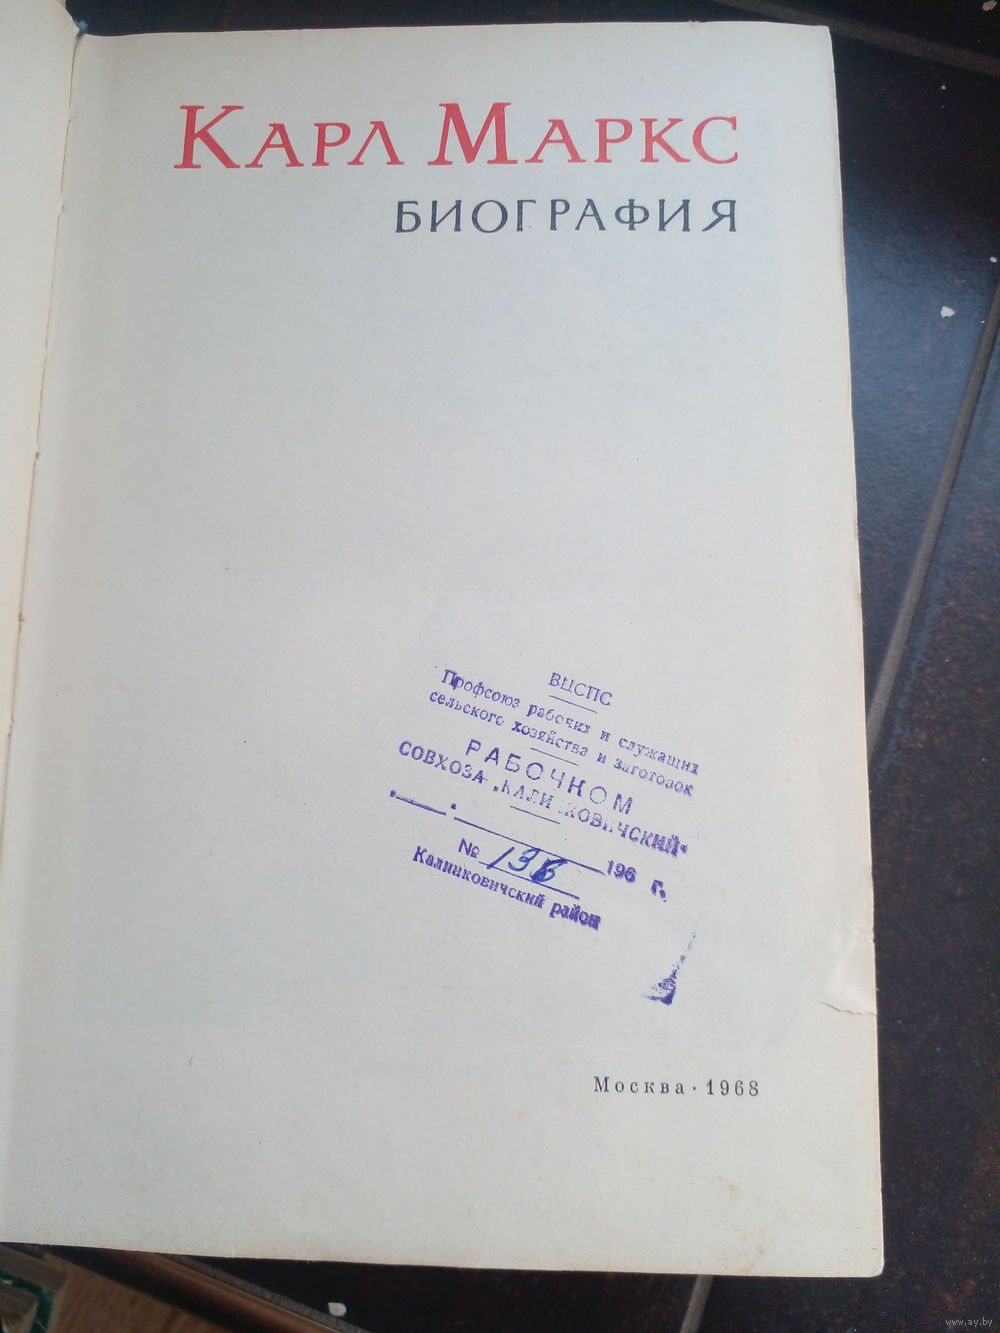 Карл Маркс
БИОГРАФИЯ
ВЦСПС
Профсоюз рабочих и служащих
сельского хозяйства и заготовок
РАБОЧКОМ
СОВХОЗА „КАЛИНКОВИЧСКИЙ“
196 г.
№ 136
Калинковичский район
Москва · 1968
www.ay.by